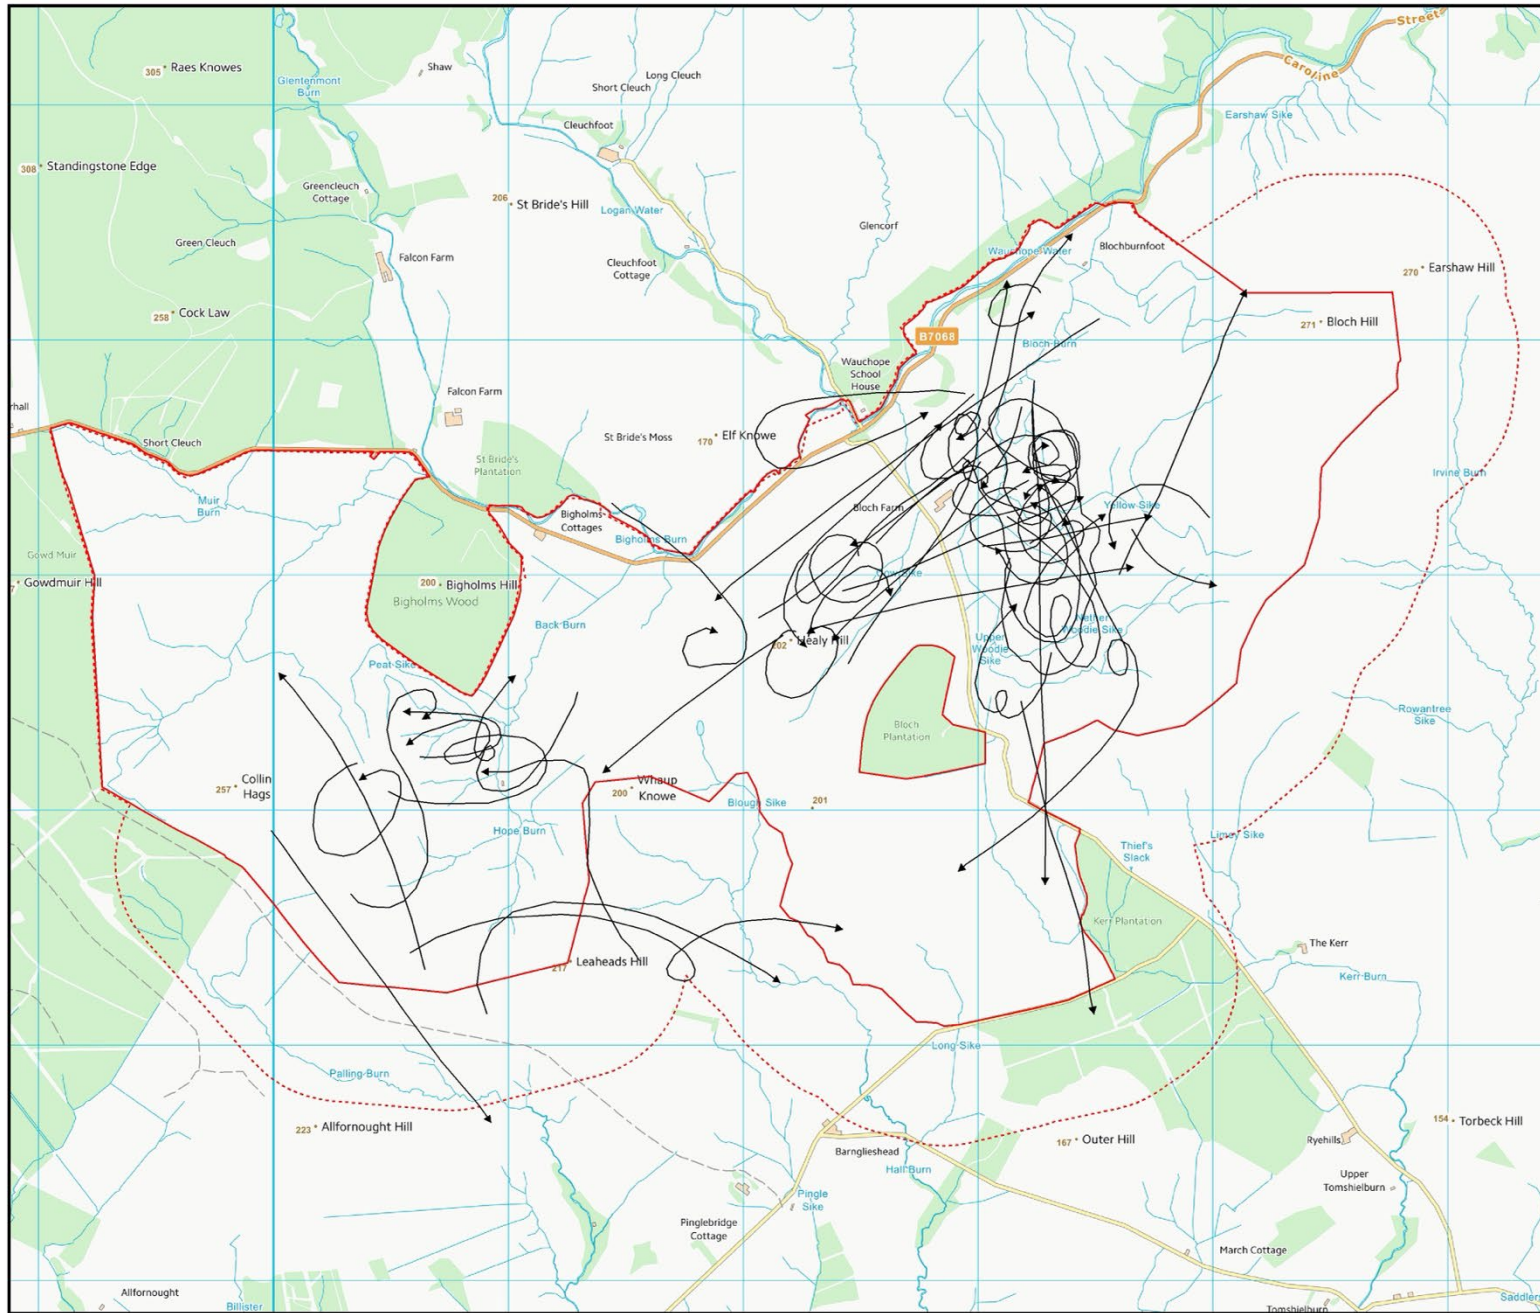 Street
Caroline
305 Raes Knowes
Shaw
Long Cleuch
Short Cleuch
Glentenmont
Burn
Cleuchfoot
Earshaw Sike
308 Standingstone Edge
Greencleuch
Cottage
206 St Bride's Hill
Logan Water
Green Cleuch
Glencorf
Falcon Farm
Cleuchfoot
Cottage
Wauchope Water
Blochburnfoot
270 Earshaw Hill
258 Cock Law
271 Bloch Hill
B7068
Bloch Burn
Wauchope
School
House
Falcon Farm
rhall
Short Cleuch
St Bride's Moss
170 Elf Knowe
St Bride's
Plantation
Irvine Burn
Muir
Burn
Bigholms
Cottages
Bloch Farm
Yellow Sike
Bigholms Burn
Gowd Muir
7 Gowdmuir Hill
200 Bigholms Hill
Bigholms Wood
Back Burn
Nether
Woodie Sike
202 Healy Hill
Upper
Woodie
Sike
Peat Sike
Rowantree
Sike
Bloch
Plantation
257 Collin
Hags
200 Whaup
Knowe
Blough Sike
201
Hope Burn
Limey Sike
Thief's
Slack
Kerr Plantation
The Kerr
217 Leaheads Hill
Kerr Burn
Long Sike
Palling Burn
223 Allfornought Hill
154 Torbeck Hill
167 Outer Hill
Ryehills
Barnglieshead
Hall Burn
Upper
Tomshielburn
Pingle
Sike
Pinglebridge
Cottage
March Cottage
Allfornought
Billister
Tomshielburn
Saddler